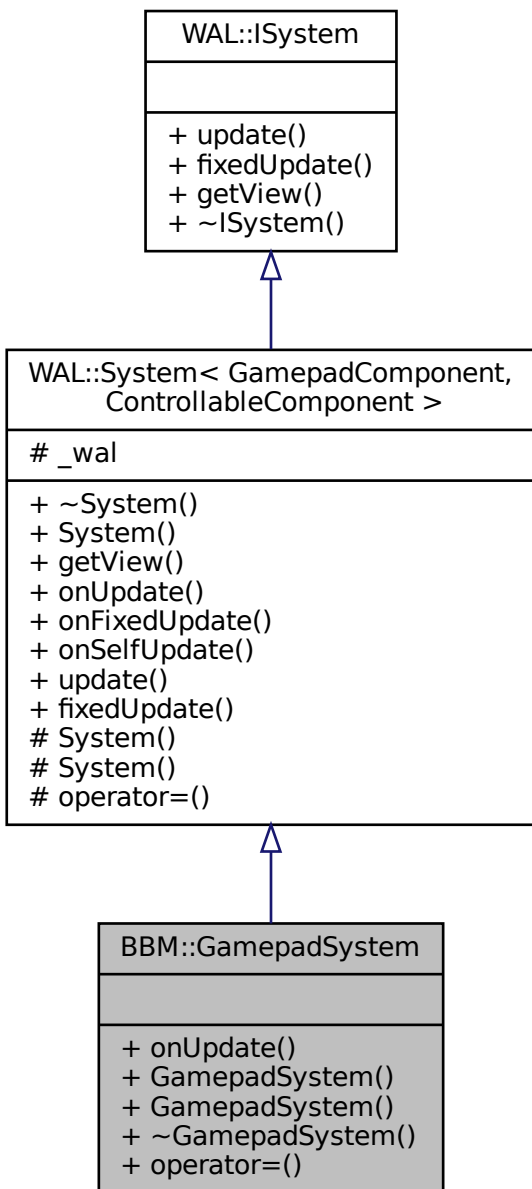 WAL::ISystem
+ update()
+ fixedUpdate()
+ getView()
+ ~ISystem()
WAL::System< GamepadComponent,
ControllableComponent >
# _wal
+ ~System()
+ System()
+ getView()
+ onUpdate()
+ onFixedUpdate()
+ onSelfUpdate()
+ update()
+ fixedUpdate()
# System()
# System()
# operator=()
BBM::GamepadSystem
+ onUpdate()
+ GamepadSystem()
+ GamepadSystem()
+ ~GamepadSystem()
+ operator=()